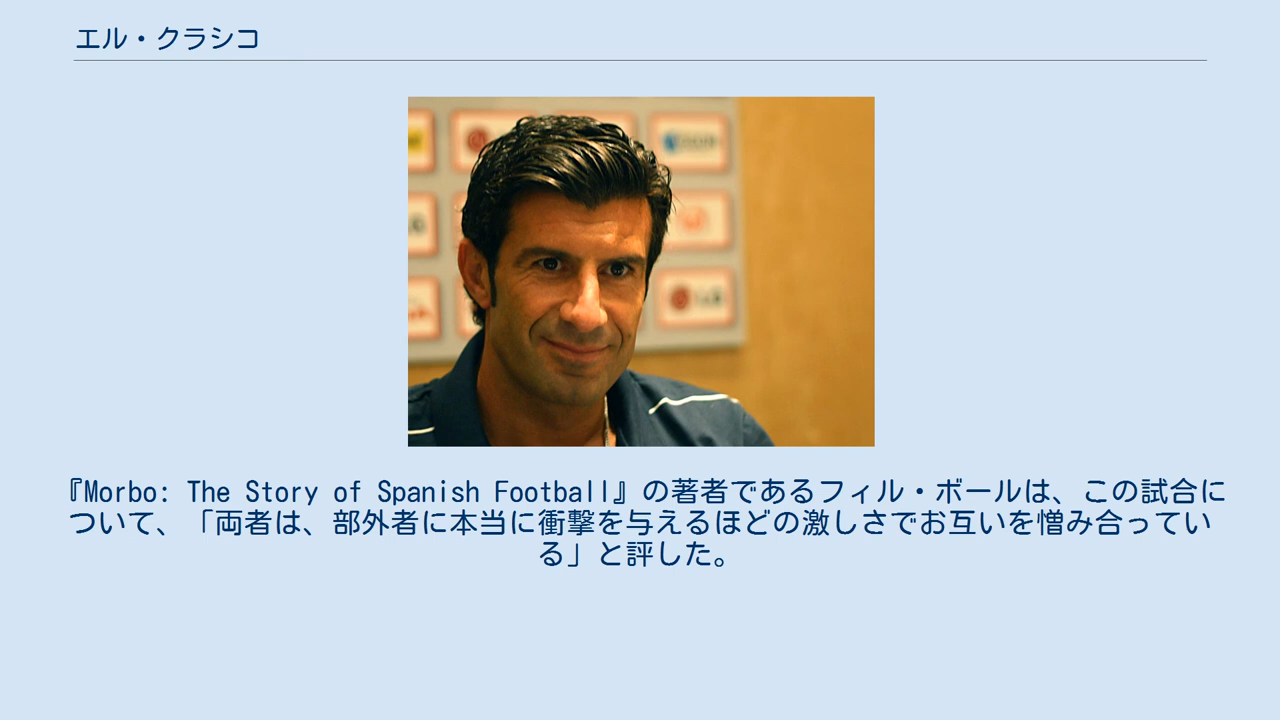 エル・クラシコ
LG
『Morbo: The Story of Spanish Football』の著者であるフィル・ボールは、この試合に
ついて、「両者は、部外者に本当に衝撃を与えるほどの激しさでお互いを憎み合ってい
る」と評した。